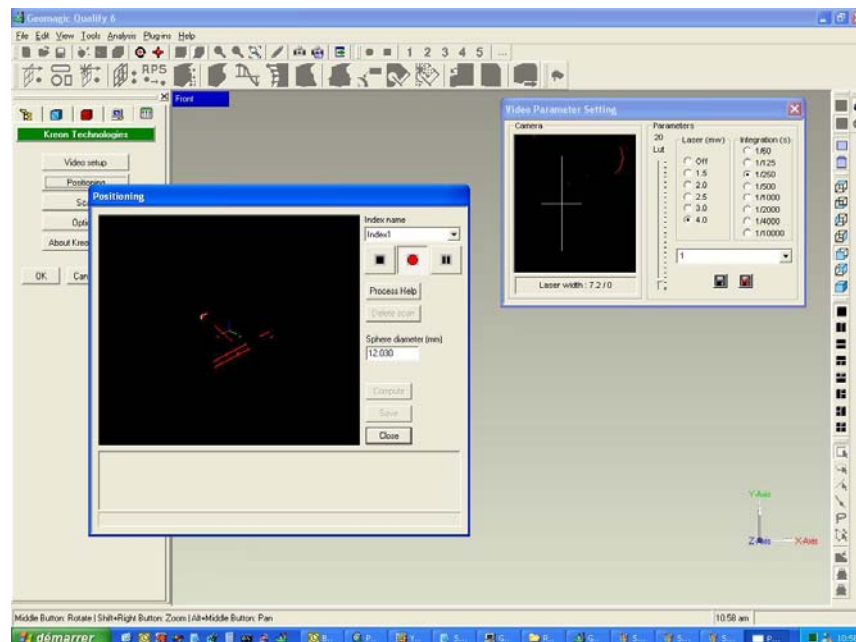 Geomagic Qualify 6
File Edit View Tools Analysis Plug-ins Help
1 2 3 4 5 ...
RPS
Front
Kreon Technologies
Video setup
Positioning
OK
Positioning
Index name
Index1
Process Help
Delete scan
Sphere diameter (mm)
12.030
Compute
Save
Close
Video Parameter Setting
Camera
Laser width : 7.2 / 0
Parameters
20
Lut
Laser (mw)
Off
1.5
2.0
2.5
3.0
4.0
Integration (s)
1/60
1/125
1/250
1/500
1/1000
1/2000
1/4000
1/10000
1
Y-Axis
Z-Axis
X-Axis
Middle Button: Rotate | Shift+Right Button: Zoom | Alt+Middle Button: Pan
10:58 am
démarrer